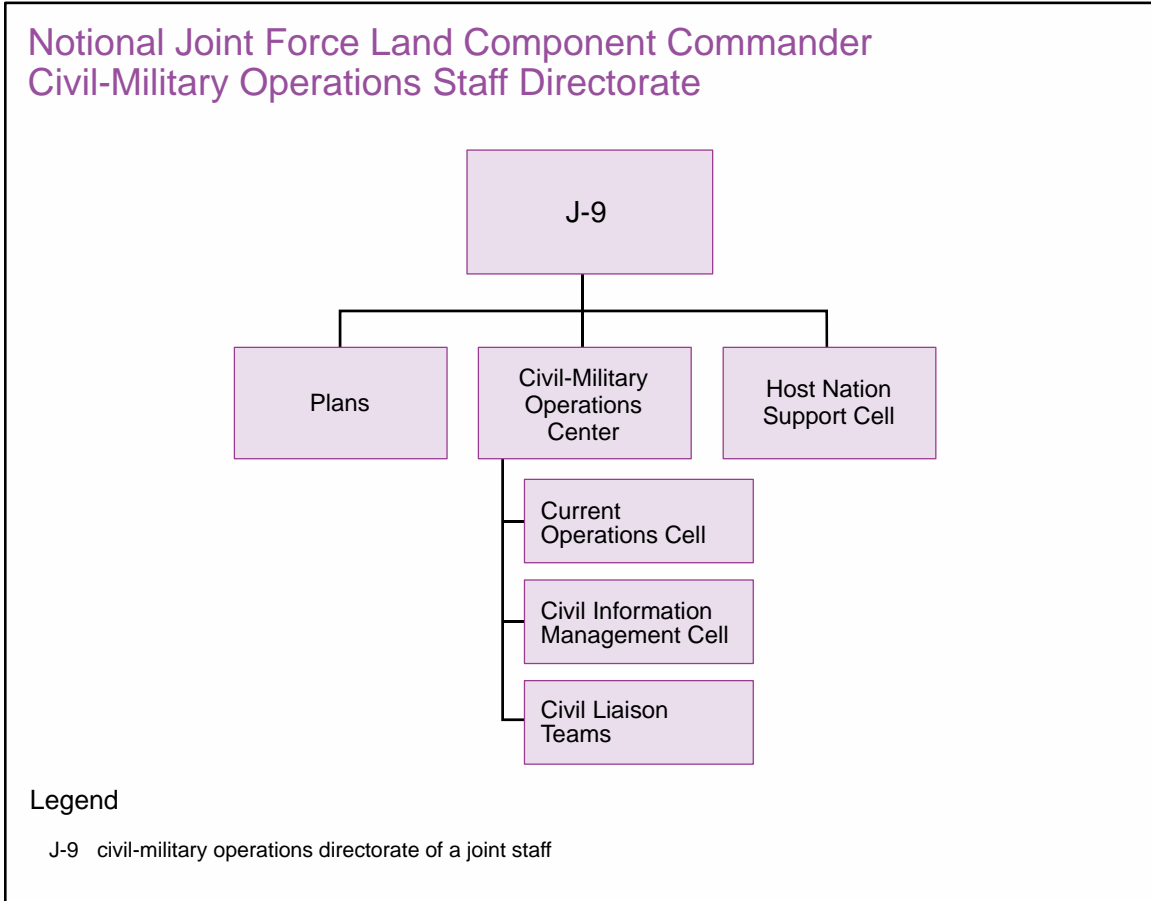 Notional Joint Force Land Component Commander
Civil-Military Operations Staff Directorate
J-9
Plans
Civil-Military
Operations
Center
Host Nation
Support Cell
Current
Operations Cell
Civil Information
Management Cell
Civil Liaison
Teams
Legend
J-9 civil-military operations directorate of a joint staff